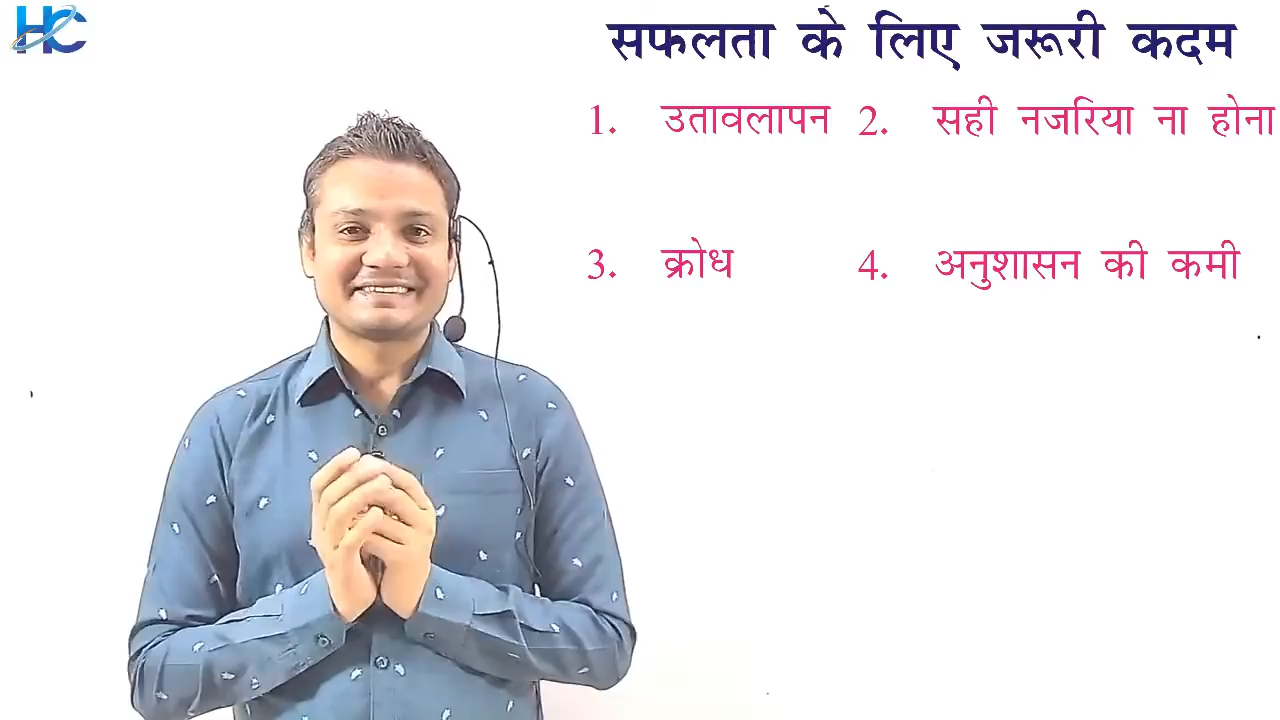 HC
सफलता के लिए जरूरी कदम
1. उतावलापन 2. सही नजरिया ना होना
3. क्रोध 4. अनुशासन की कमी